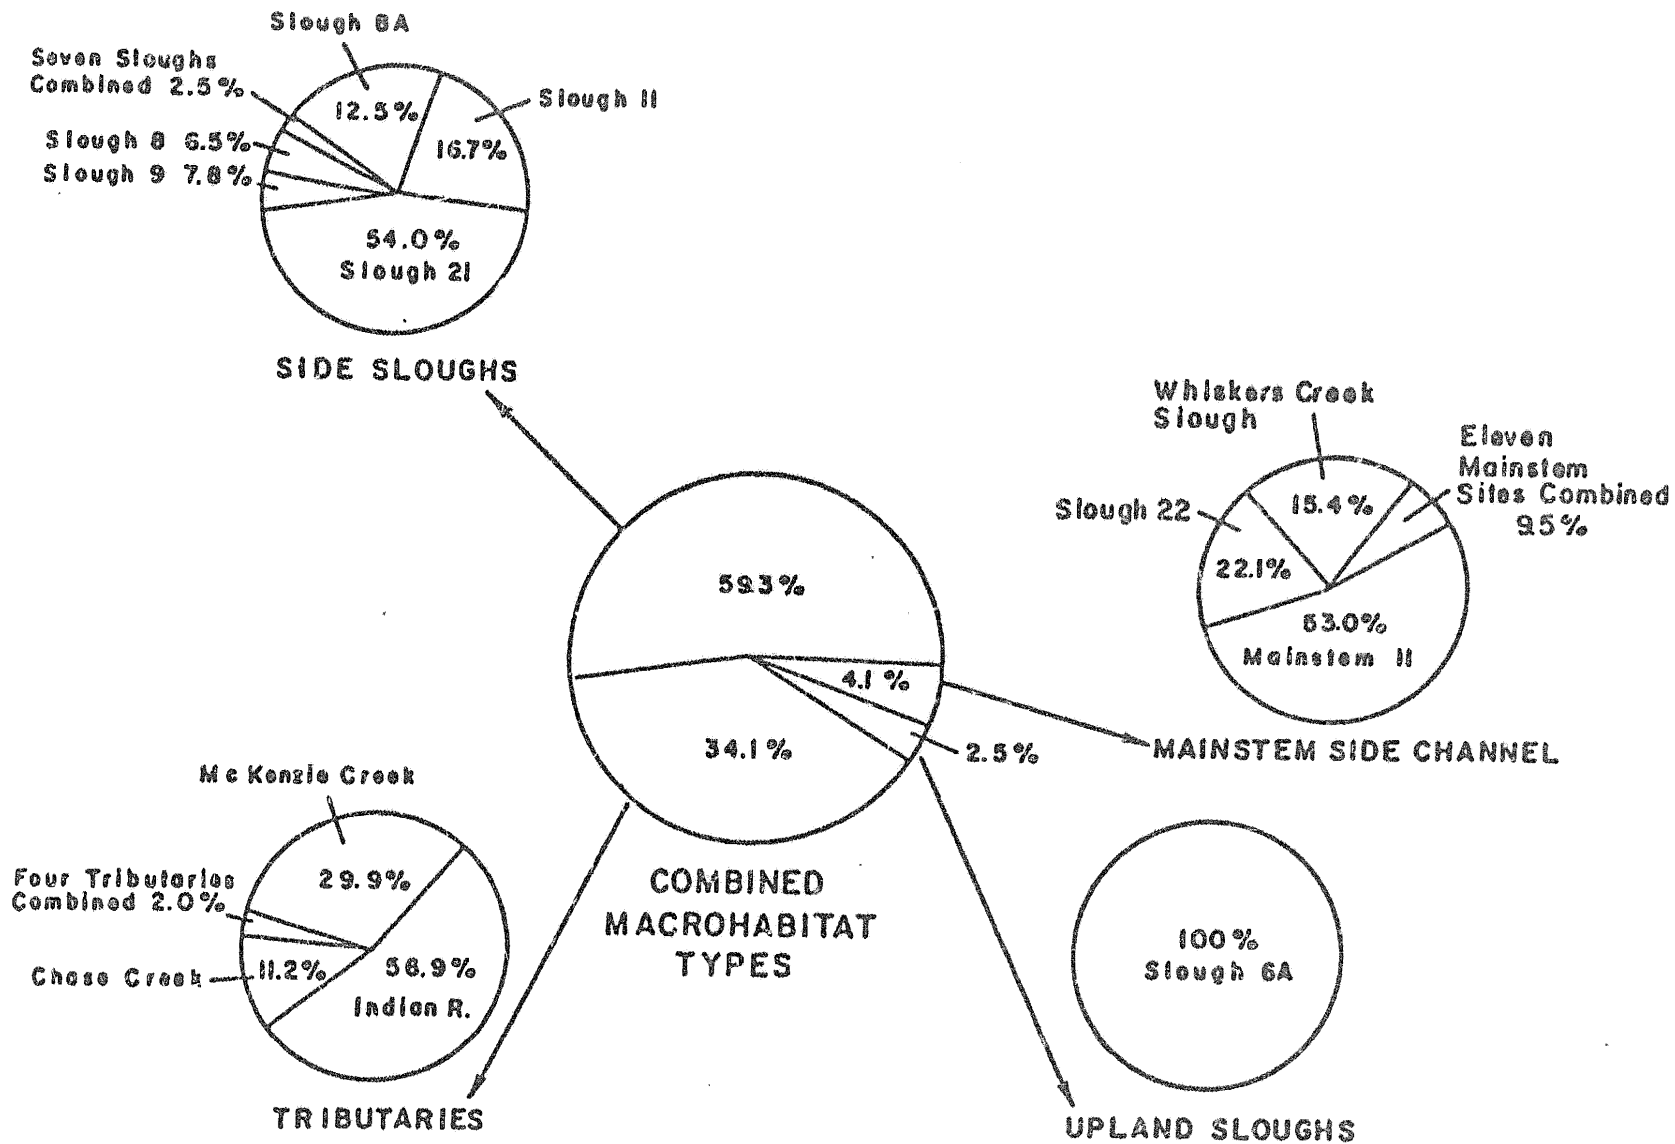 Slough 8A
Seven Sloughs
Combined 2.5%
12.5%
Slough 11
Slough 8 6.5%
16.7%
Slough 9 7.8%
54.0%
Slough 21
SIDE SLOUGHS
Whiskers Creek
Slough
Eleven
Mainstem
Sites Combined
9.5%
Slough 22
15.4%
22.1%
53.0%
Mainstem II
MAINSTEM SIDE CHANNEL
59.3%
4.1 %
2.5%
34.1%
COMBINED
MACROHABITAT
TYPES
Mc Kenzie Creek
29.9%
Four Tributaries
Combined 2.0%
Chase Creek
11.2%
56.9%
Indian R.
TRIBUTARIES
100%
Slough 6A
UPLAND SLOUGHS